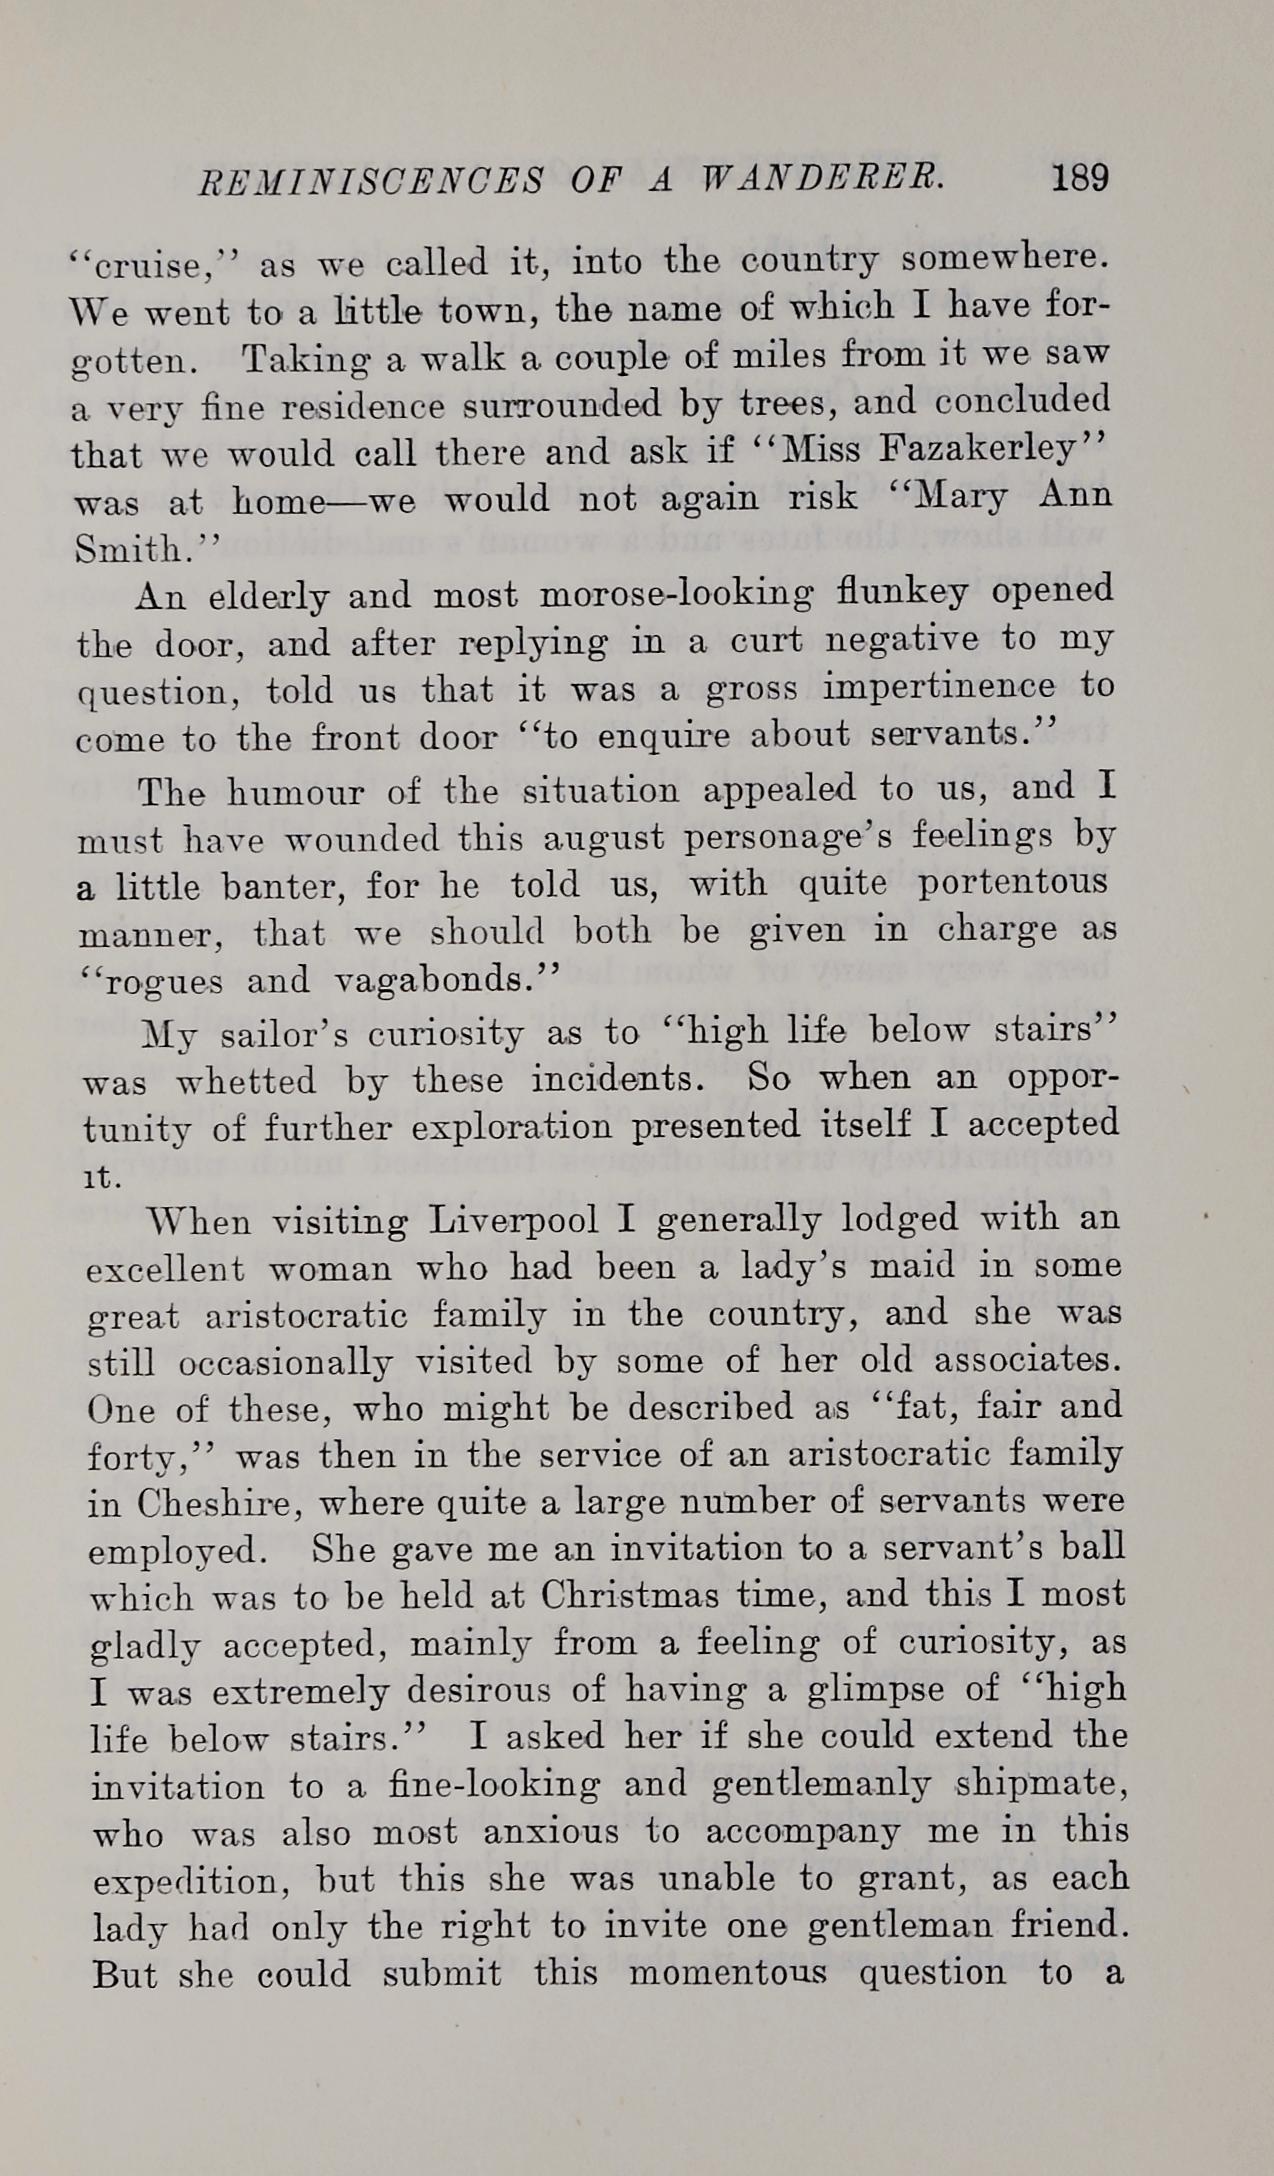 REMINISCENCES OF A WANDERER. 189
“cruise,” as we called it, into the country somewhere.
We went to a little town, the name of which I have for-
gotten. Taking a walk a couple of miles from it we saw
a very fine residence surrounded by trees, and concluded
that we would call there and ask if “Miss Fazakerley”
was at home—we would not again risk “Mary Ann
Smith.”
An elderly and most morose-looking flunkey opened
the door, and after replying in a curt negative to my
question, told us that it was a gross impertinence to
come to the front door “to enquire about servants.”
The humour of the situation appealed to us, and I
must have wounded this august personage’s feelings by
a little banter, for he told us, with quite portentous
manner, that we should both be given in charge as
“rogues and vagabonds.”
My sailor’s curiosity as to “high life below stairs”
was whetted by these incidents. So when an oppor-
tunity of further exploration presented itself I accepted
it.
When visiting Liverpool I generally lodged with an
excellent woman who had been a lady’s maid in some
great aristocratic family in the country, and she was
still occasionally visited by some of her old associates.
One of these, who might be described as “fat, fair and
forty,” was then in the service of an aristocratic family
in Cheshire, where quite a large number of servants were
employed. She gave me an invitation to a servant’s ball
which was to be held at Christmas time, and this I most
gladly accepted, mainly from a feeling of curiosity, as
I was extremely desirous of having a glimpse of “high
life below stairs.” I asked her if she could extend the
invitation to a fine-looking and gentlemanly shipmate,
who was also most anxious to accompany me in this
expedition, but this she was unable to grant, as each
lady had only the right to invite one gentleman friend.
But she could submit this momentous question to a